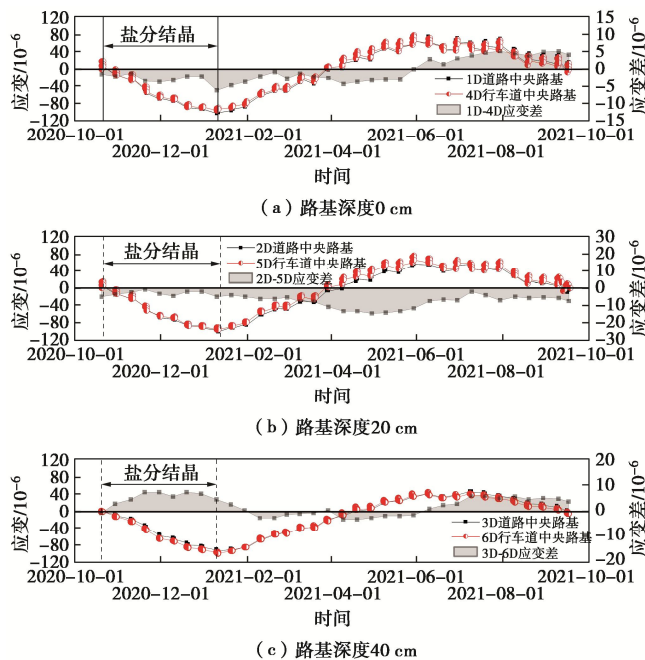 120
80
40
0
−40
−80
−120
应变/10⁻⁶
盐分结晶
15
10
5
0
−5
−10
−15
应变差/10⁻⁶
1D道路中央路基
4D行车道中央路基
1D-4D应变差
2020-10-01 2021-02-01 2021-06-01 2021-10-01
2020-12-01 2021-04-01 2021-08-01
时间
（a）路基深度0 cm
120
80
40
0
−40
−80
−120
应变/10⁻⁶
盐分结晶
2D道路中央路基
5D行车道中央路基
2D-5D应变差
30
20
10
0
−10
−20
−30
应变差/10⁻⁶
2020-10-01 2021-02-01 2021-06-01 2021-10-01
2020-12-01 2021-04-01 2021-08-01
时间
（b）路基深度20 cm
120
80
40
0
−40
−80
−120
应变/10⁻⁶
盐分结晶
20
10
0
−10
−20
应变差/10⁻⁶
3D道路中央路基
6D行车道中央路基
3D-6D应变差
2020-10-01 2021-02-01 2021-06-01 2021-10-01
2020-12-01 2021-04-01 2021-08-01
时间
（c）路基深度40 cm